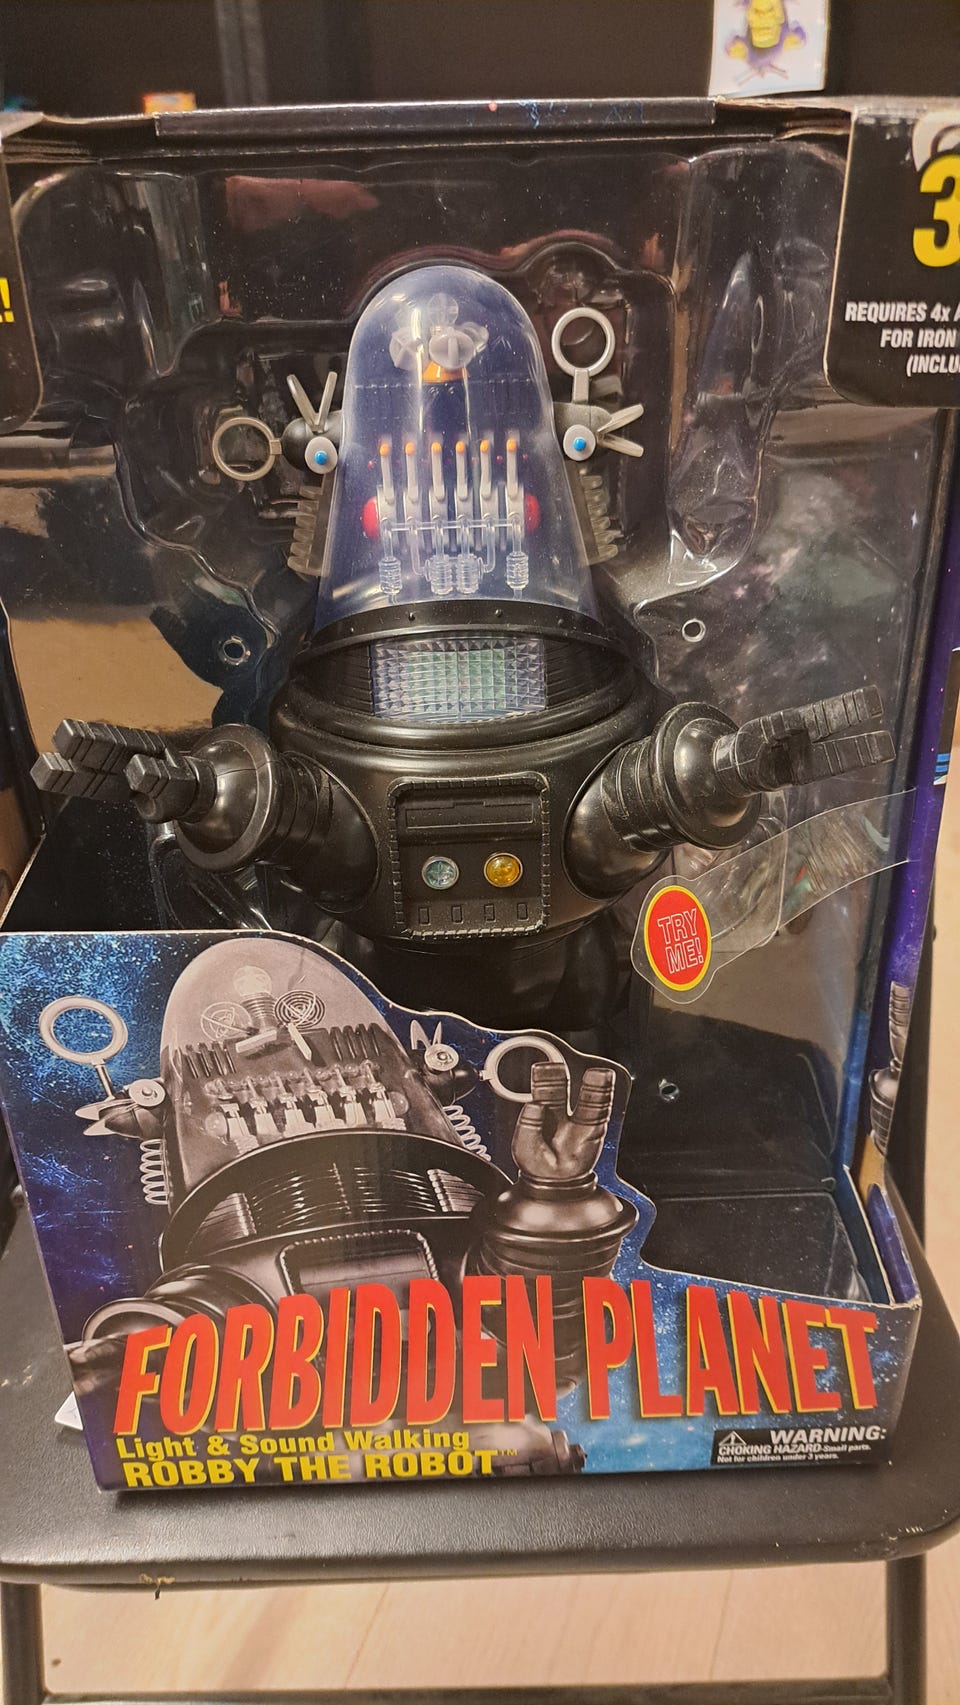 !
3
REQUIRES 4x
FOR IRON
TRY
ME!
FORBIDDEN PLANET
Light & Sound Walking
ROBBY THE ROBOT™
WARNING:
CHOKING HAZARD-Small parts.
Not for children under 3 years.